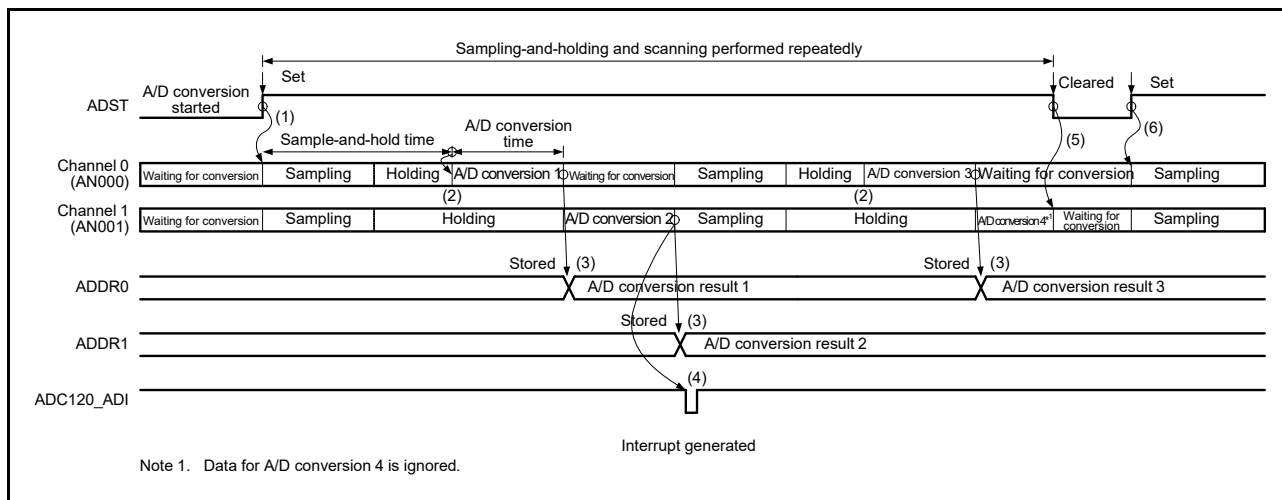 Sampling-and-holding and scanning performed repeatedly
Set
Cleared
Set
ADST
A/D conversion
started
(1)
(5)
(6)
Sample-and-hold time
A/D conversion
time
Channel 0
(AN000)
Waiting for conversion
Sampling
Holding
A/D conversion 1
Waiting for conversion
Sampling
Holding
A/D conversion 3
Waiting for conversion
Sampling
(2)
(2)
Channel 1
(AN001)
Waiting for conversion
Sampling
Holding
A/D conversion 2
Sampling
Holding
A/D conversion 4*1
Waiting for
conversion
Sampling
Stored
(3)
Stored
(3)
ADDR0
A/D conversion result 1
A/D conversion result 3
Stored
(3)
ADDR1
A/D conversion result 2
(4)
ADC120_ADI
Interrupt generated
Note 1. Data for A/D conversion 4 is ignored.